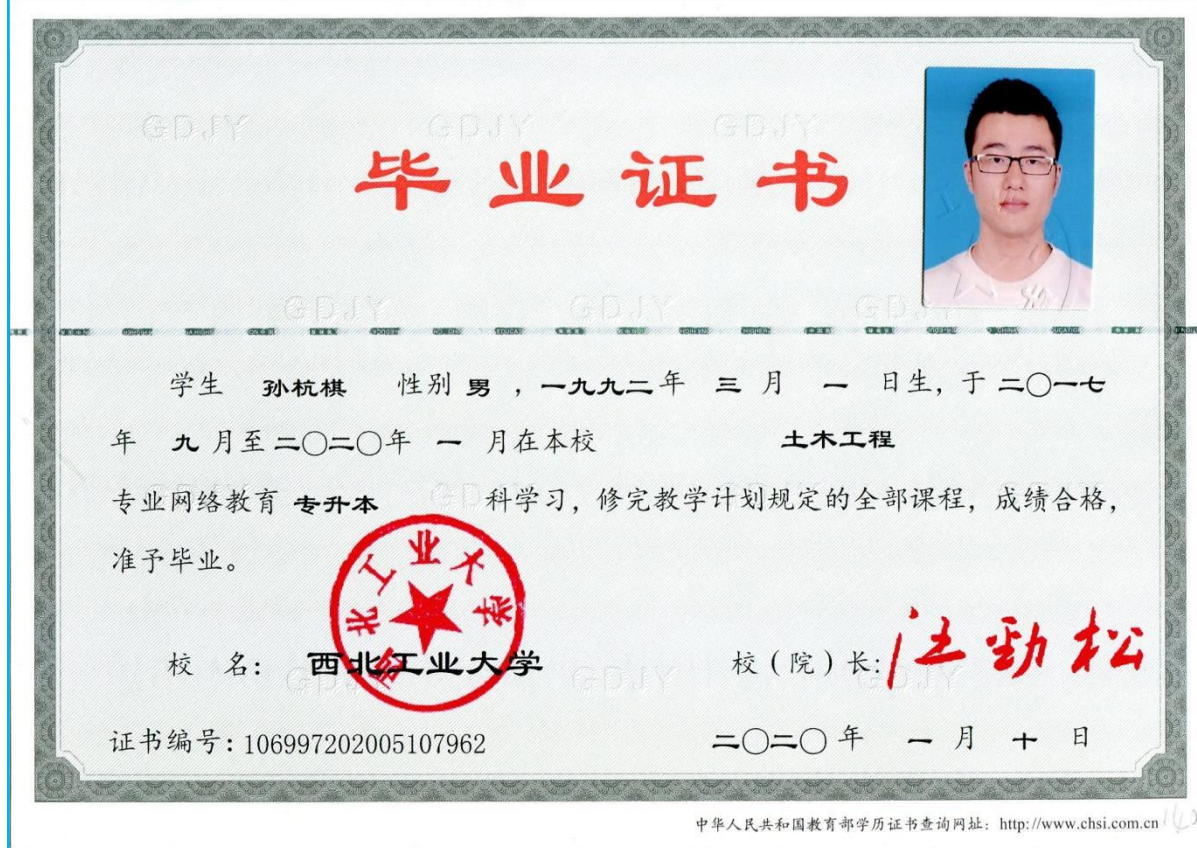 GDJY GDJY GDJY
毕业证书
GDJY GDJY GDJY
学生 孙杭棋 性别 男 ，一九九二年 三 月 一 日生，于 二〇一七
年 九 月至 二〇二〇年 一 月在本校 土木工程
专业网络教育 专升本 科学习，修完教学计划规定的全部课程，成绩合格，
准予毕业。
西北工业大学
校 名： 西北工业大学 校（院）长：汪劲松
证书编号：106997202005107962 二〇二〇 年 一 月 十 日
中华人民共和国教育部学历证书查询网址：http://www.chsi.com.cn